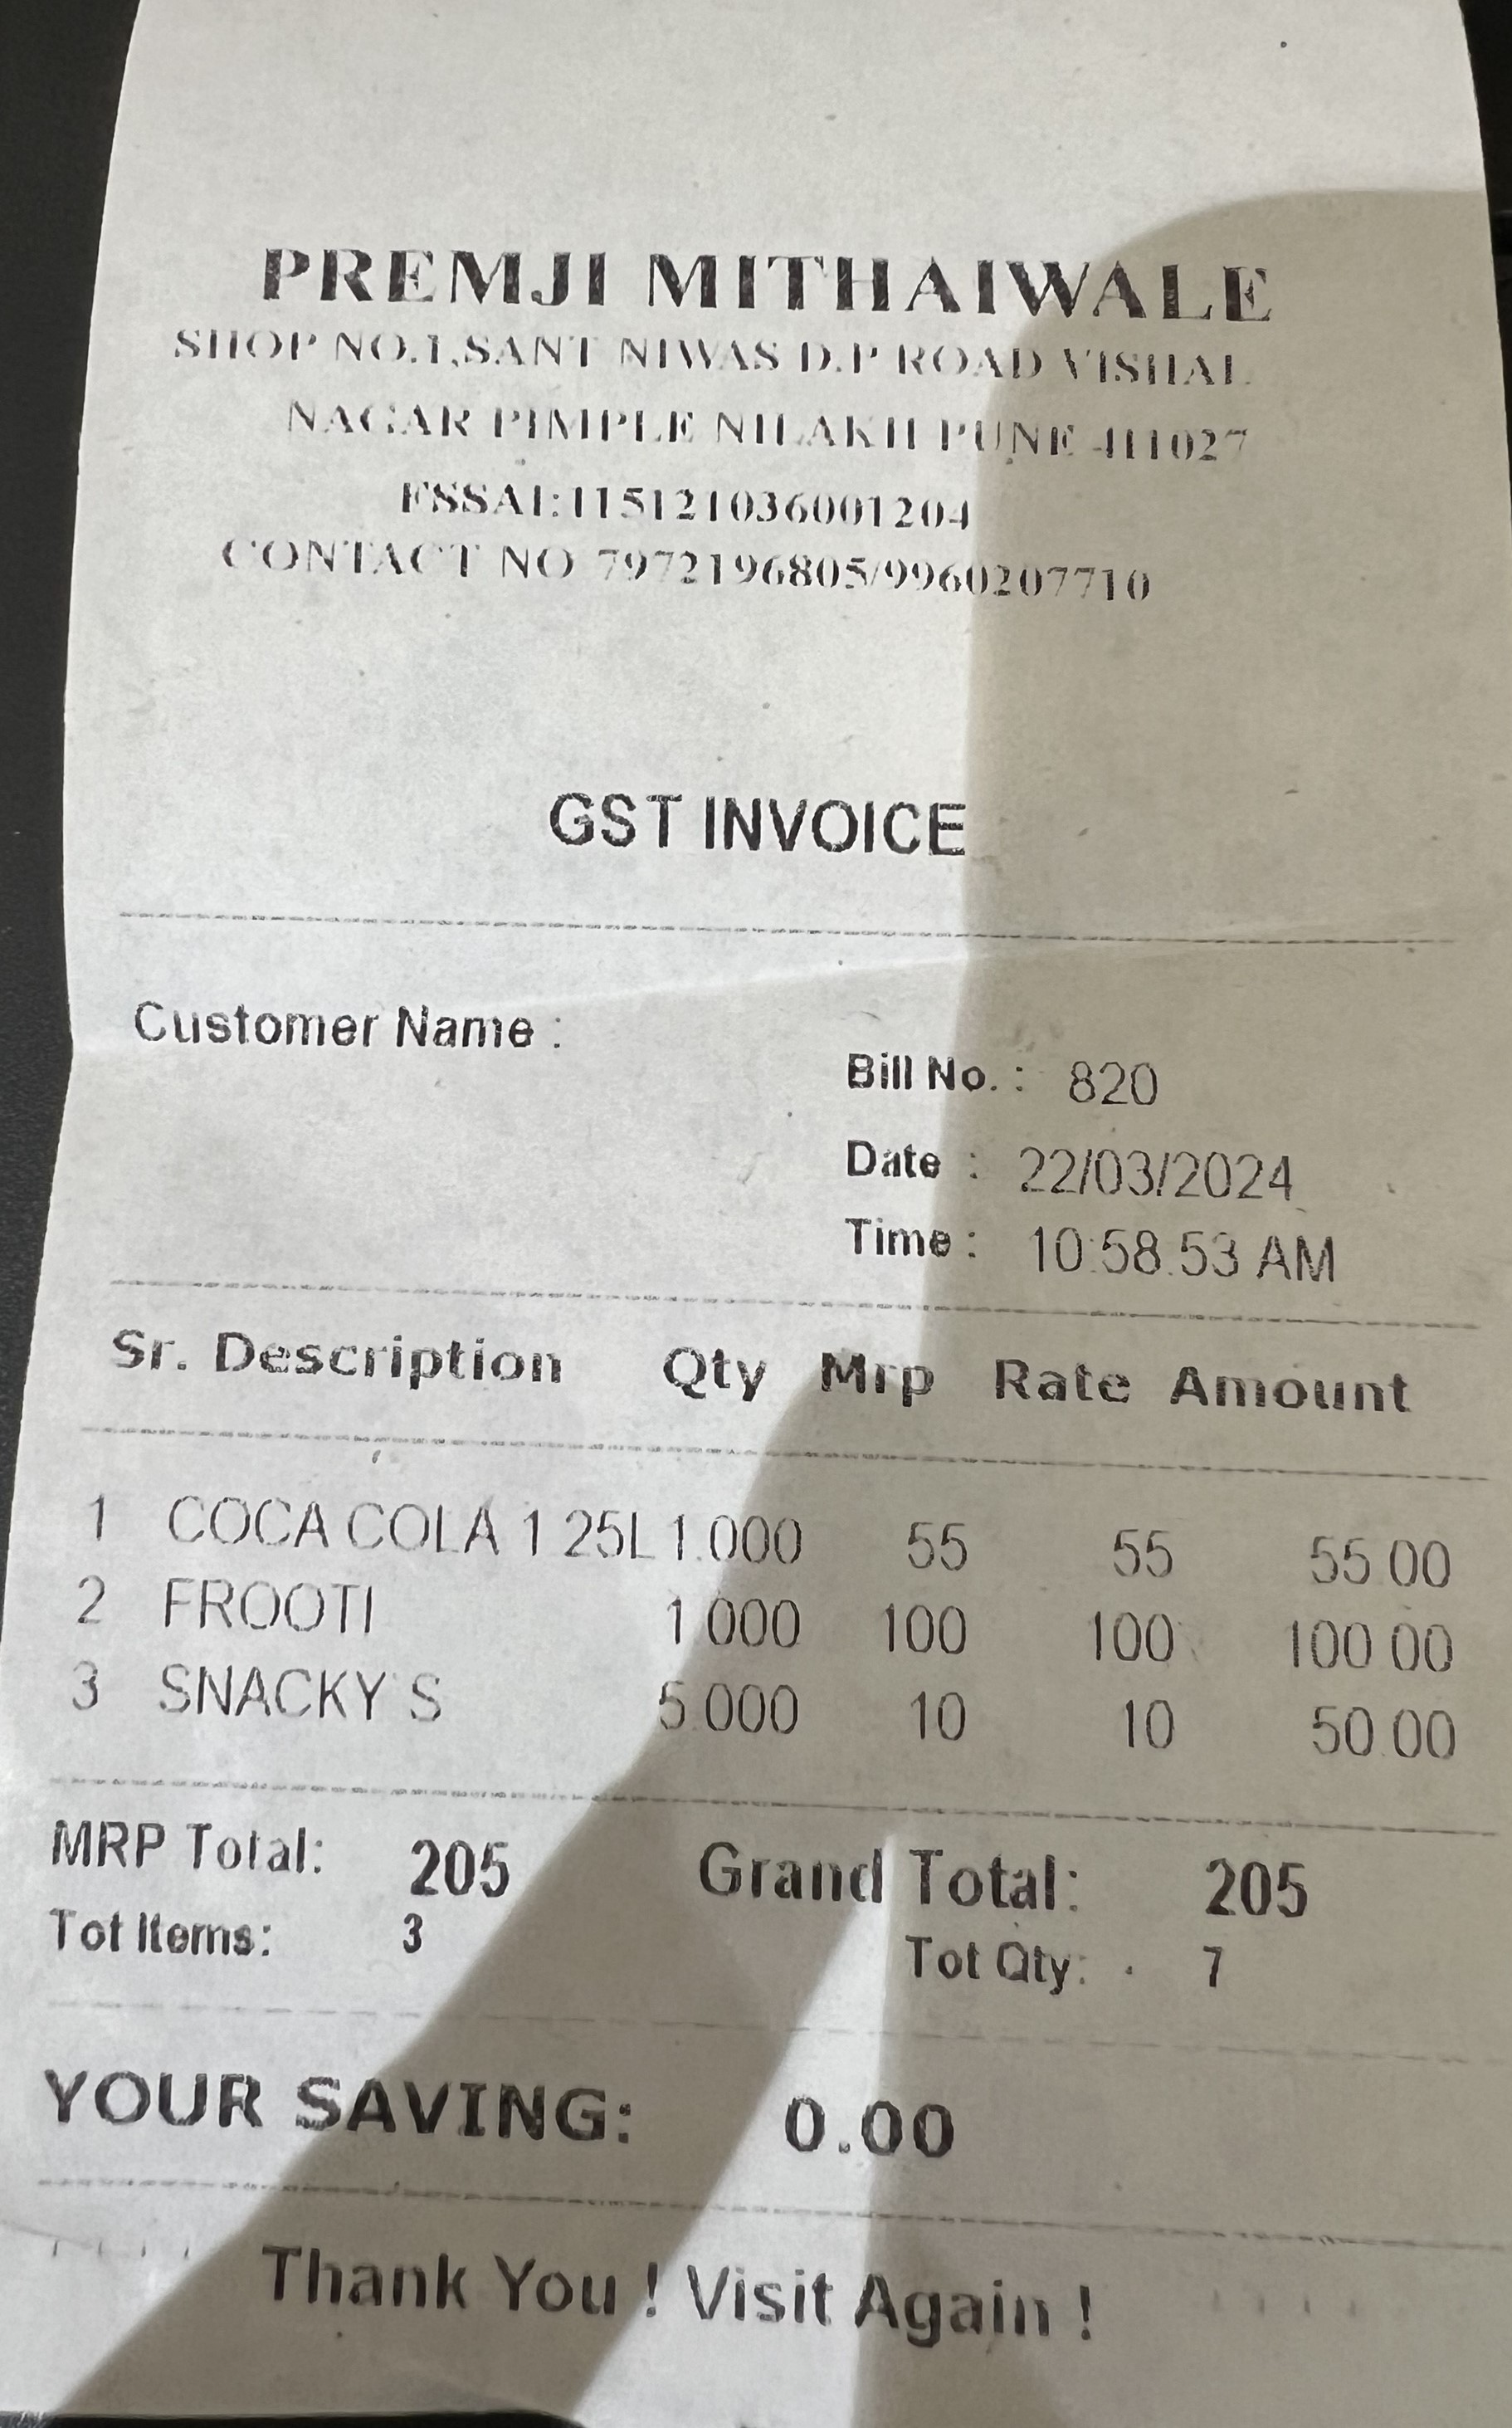 PREMJI MITHAIWALE
SHOP NO.1,SANT NIWAS D.P ROAD VISHAL
NAGAR PIMPLE NILAKH PUNE 411027
FSSAI:115121036001204
CONTACT NO 7972196805/9960207710
GST INVOICE
Customer Name :
Bill No. : 820
Date : 22/03/2024
Time : 10:58:53 AM
Sr. Description Qty Mrp Rate Amount
1 COCA COLA 1.25L 1.000 55 55 55.00
2 FROOTI 1.000 100 100 100.00
3 SNACKY'S 5.000 10 10 50.00
MRP Total: 205 Grand Total: 205
Tot Items: 3 Tot Qty: 7
YOUR SAVING: 0.00
Thank You ! Visit Again !